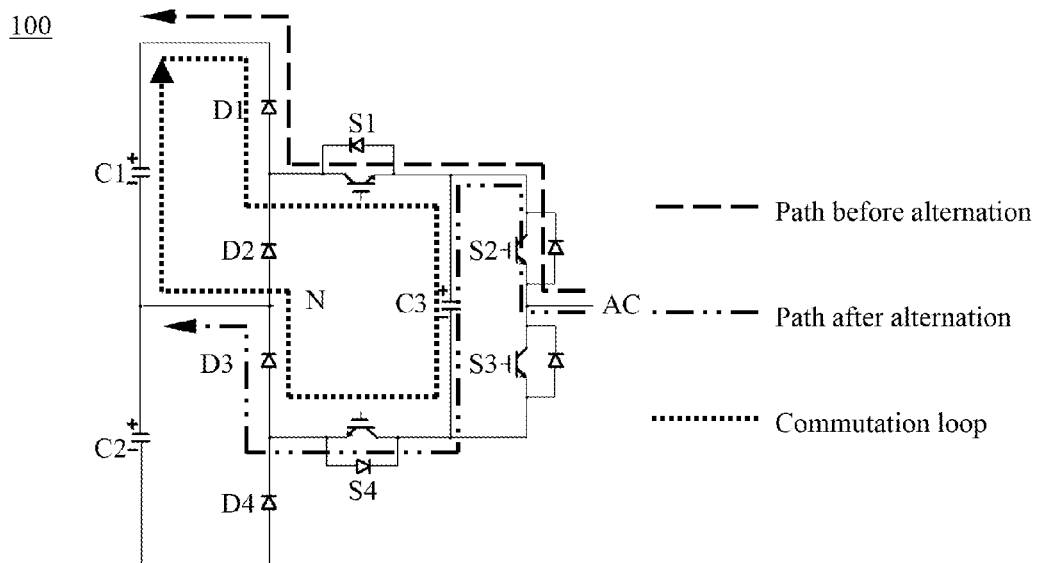 100
D1
S1
C1
Path before alternation
D2
S2
N
C3
AC
Path after alternation
D3
S3
C2
Commutation loop
S4
D4